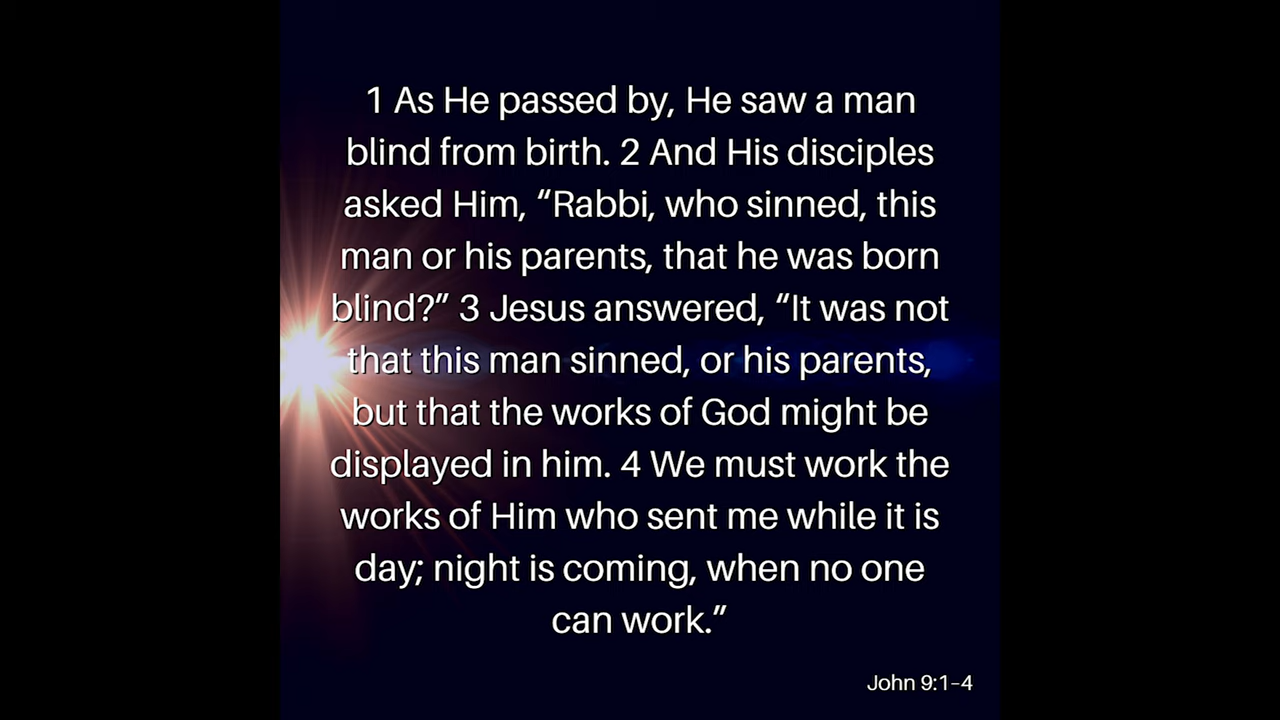 1 As He passed by, He saw a man
blind from birth. 2 And His disciples
asked Him, “Rabbi, who sinned, this
man or his parents, that he was born
blind?” 3 Jesus answered, “It was not
that this man sinned, or his parents,
but that the works of God might be
displayed in him. 4 We must work the
works of Him who sent me while it is
day; night is coming, when no one
can work.”
John 9:1–4